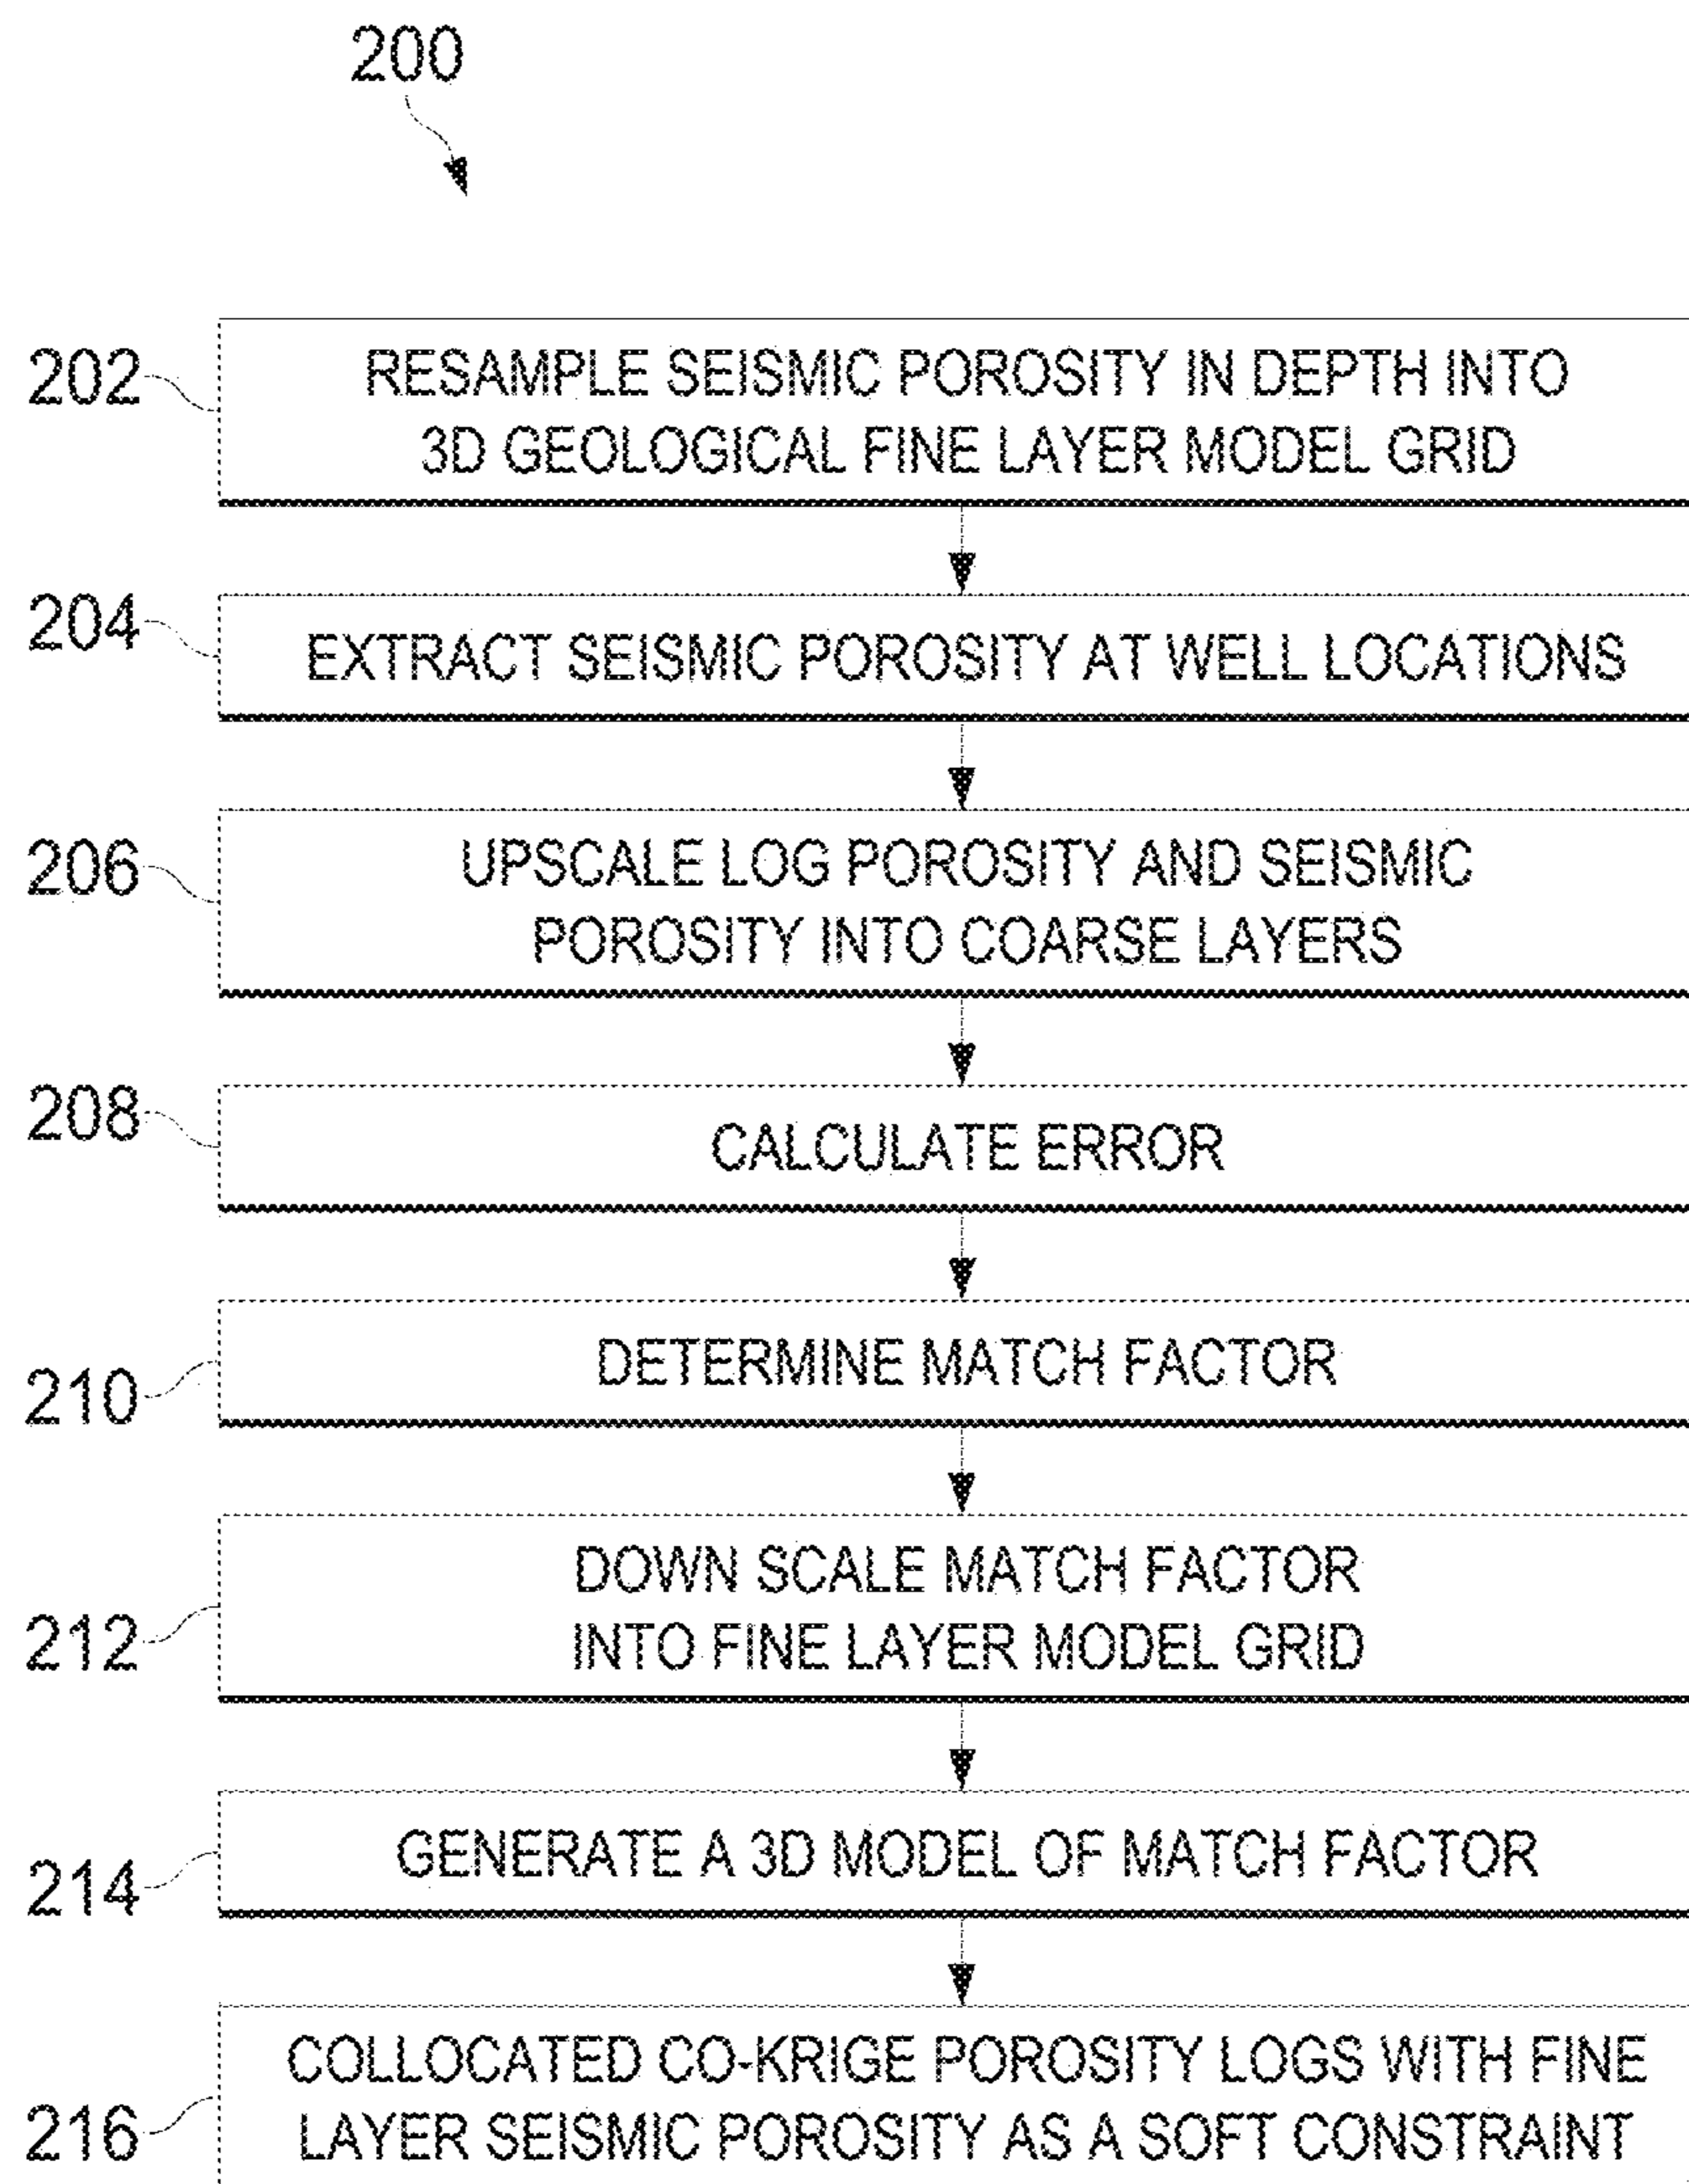 200
202
RESAMPLE SEISMIC POROSITY IN DEPTH INTO
3D GEOLOGICAL FINE LAYER MODEL GRID
204
EXTRACT SEISMIC POROSITY AT WELL LOCATIONS
206
UPSCALE LOG POROSITY AND SEISMIC
POROSITY INTO COARSE LAYERS
208
CALCULATE ERROR
210
DETERMINE MATCH FACTOR
212
DOWN SCALE MATCH FACTOR
INTO FINE LAYER MODEL GRID
214
GENERATE A 3D MODEL OF MATCH FACTOR
216
COLLOCATED CO-KRIGE POROSITY LOGS WITH FINE
LAYER SEISMIC POROSITY AS A SOFT CONSTRAINT